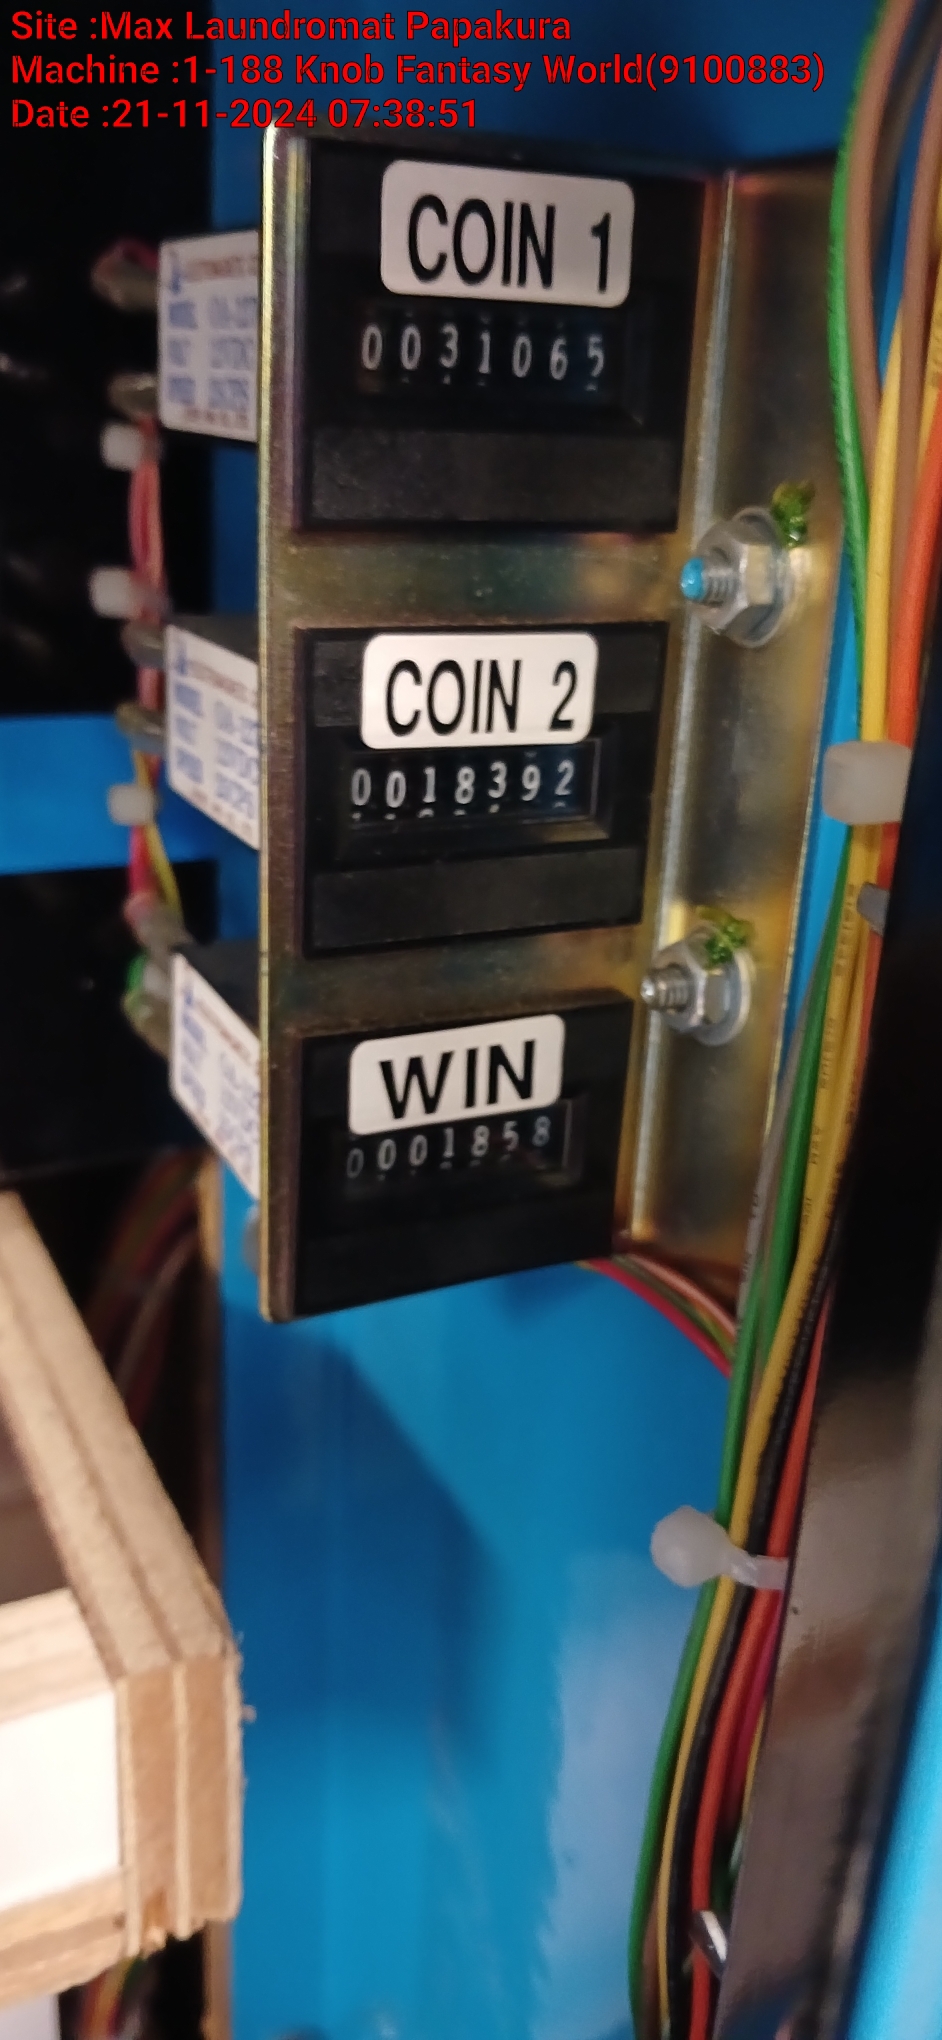 Site :Max Laundromat Papakura
Machine :1-188 Knob Fantasy World(9100883)
Date :21-11-2024 07:38:51
COIN 1
0031065
COIN 2
0018392
WIN
0001858